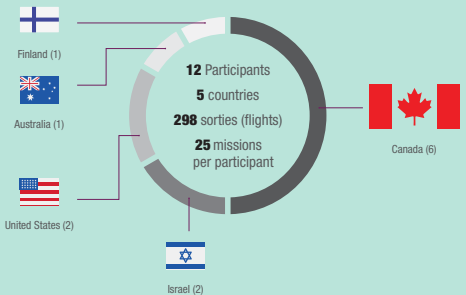 Finland (1)
Australia (1)
United States (2)
Israel (2)
Canada (6)
12 Participants
5 countries
298 sorties (flights)
25 missions
per participant